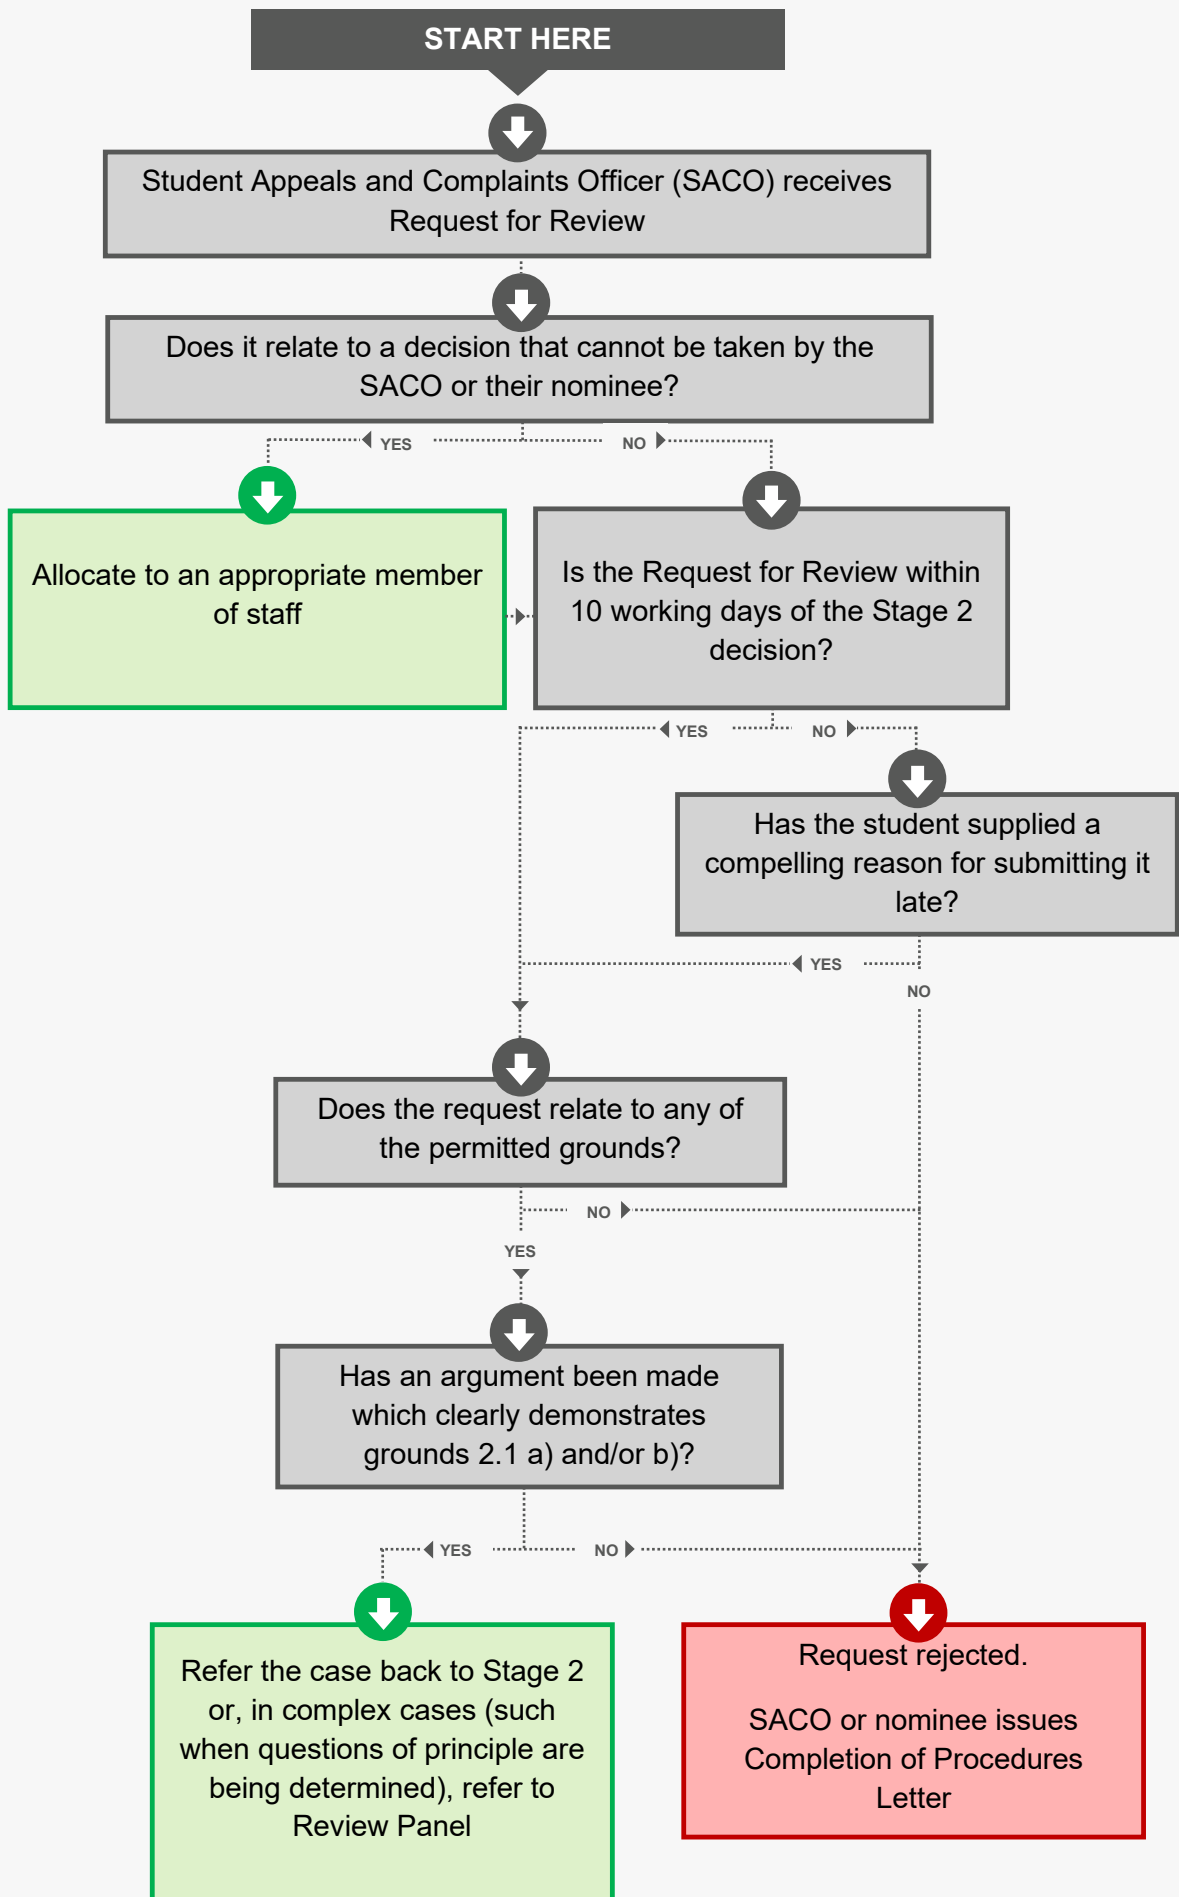 START HERE
Student Appeals and Complaints Officer (SACO) receives
Request for Review
Does it relate to a decision that cannot be taken by the
SACO or their nominee?
YES
NO
Allocate to an appropriate member
of staff
Is the Request for Review within
10 working days of the Stage 2
decision?
YES
NO
Has the student supplied a
compelling reason for submitting it
late?
YES
NO
Does the request relate to any of
the permitted grounds?
NO
YES
Has an argument been made
which clearly demonstrates
grounds 2.1 a) and/or b)?
YES
NO
Refer the case back to Stage 2
or, in complex cases (such
when questions of principle are
being determined), refer to
Review Panel
Request rejected.
SACO or nominee issues
Completion of Procedures
Letter